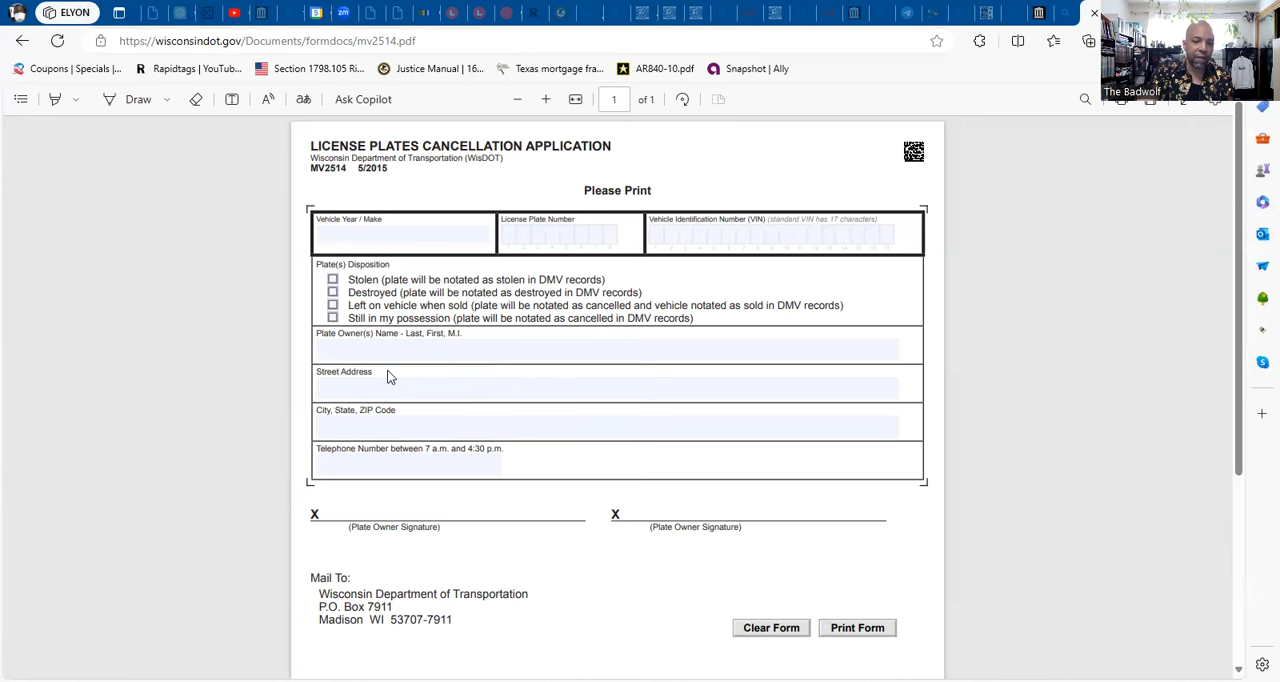 ELYON
https://wisconsindot.gov/Documents/formdocs/mv2514.pdf
Coupons | Specials |... Rapidtags | YouTub... Section 1798.105 Ri... Justice Manual | 16... Texas mortgage fra... AR840-10.pdf Snapshot | Ally
The Badwolf
Draw Ask Copilot 1 of 1
LICENSE PLATES CANCELLATION APPLICATION
Wisconsin Department of Transportation (WisDOT)
MV2514 5/2015
Please Print
Vehicle Year / Make License Plate Number Vehicle Identification Number (VIN) (standard VIN has 17 characters)
Plate(s) Disposition
Stolen (plate will be notated as stolen in DMV records)
Destroyed (plate will be notated as destroyed in DMV records)
Left on vehicle when sold (plate will be notated as cancelled and vehicle notated as sold in DMV records)
Still in my possession (plate will be notated as cancelled in DMV records)
Plate Owner(s) Name - Last, First, M.I.
Street Address
City, State, ZIP Code
Telephone Number between 7 a.m. and 4:30 p.m.
X X
(Plate Owner Signature) (Plate Owner Signature)
Mail To:
Wisconsin Department of Transportation
P.O. Box 7911
Madison WI 53707-7911
Clear Form Print Form